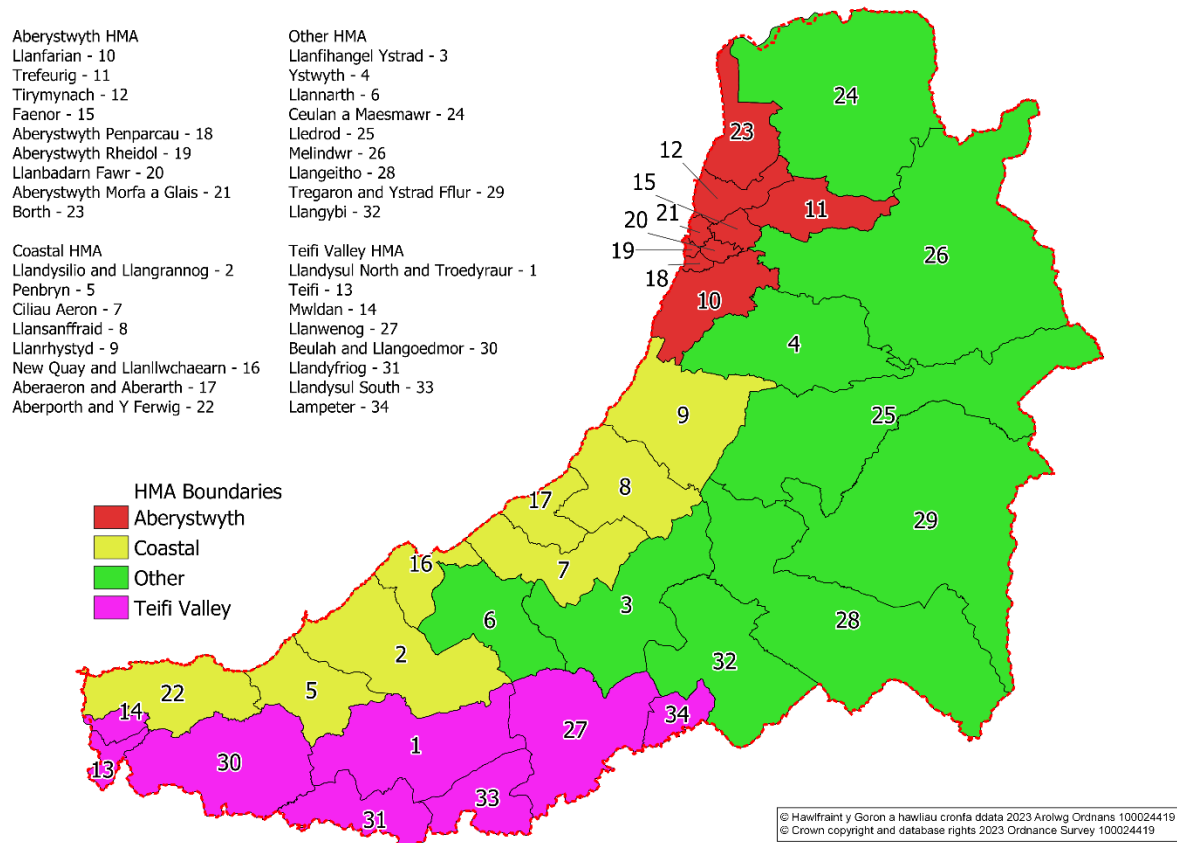 Aberystwyth HMA
Llanfarian - 10
Trefeurig - 11
Tirymynach - 12
Faenor - 15
Aberystwyth Penparcau - 18
Aberystwyth Rheidol - 19
Llanbadarn Fawr - 20
Aberystwyth Morfa a Glais - 21
Borth - 23
Other HMA
Llanfihangel Ystrad - 3
Ystwyth - 4
Llannarth - 6
Ceulan a Maesmawr - 24
Lledrod - 25
Melindwr - 26
Llangeitho - 28
Tregaron and Ystrad Fflur - 29
Llangybi - 32
Coastal HMA
Llandysilio and Llangrannog - 2
Penbryn - 5
Ciliau Aeron - 7
Llansanffraid - 8
Llanrhystyd - 9
New Quay and Llanllwchaearn - 16
Aberaeron and Aberarth - 17
Aberporth and Y Ferwig - 22
Teifi Valley HMA
Llandysul North and Troedyraur - 1
Teifi - 13
Mwldan - 14
Llanwenog - 27
Beulah and Llangoedmor - 30
Llandyfriog - 31
Llandysul South - 33
Lampeter - 34
HMA Boundaries
Aberystwyth
Coastal
Other
Teifi Valley
24
23
12
15
11
21
20
19
26
18
10
4
9
25
17
8
29
16
7
6
3
28
2
32
22
5
14
34
27
1
30
13
33
31
© Hawlfraint y Goron a hawliau cronfa ddata 2023 Arolwg Ordnans 100024419
© Crown copyright and database rights 2023 Ordnance Survey 100024419